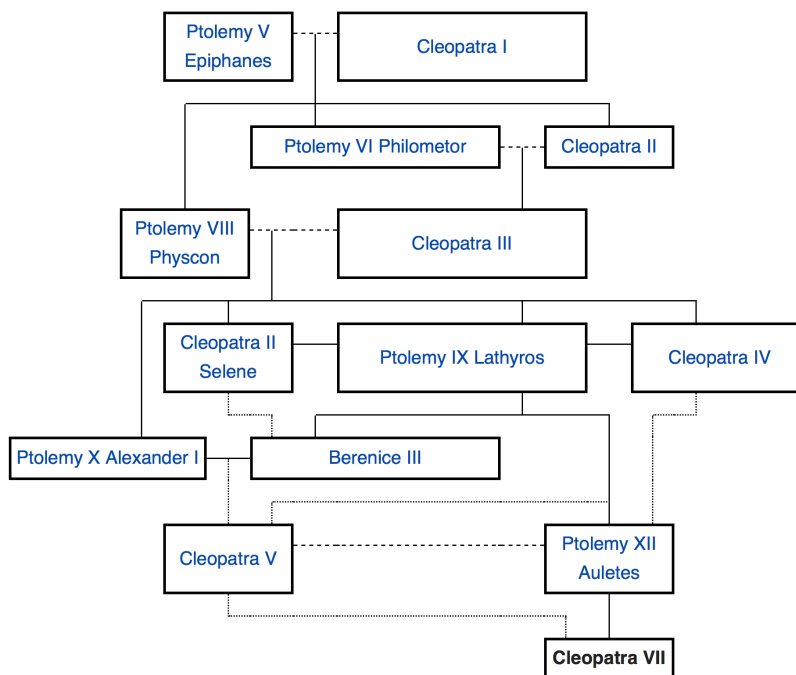 Ptolemy V
Epiphanes
Cleopatra I
Ptolemy VI Philometor
Cleopatra II
Ptolemy VIII
Physcon
Cleopatra III
Cleopatra II
Selene
Ptolemy IX Lathyros
Cleopatra IV
Ptolemy X Alexander I
Berenice III
Cleopatra V
Ptolemy XII
Auletes
Cleopatra VII